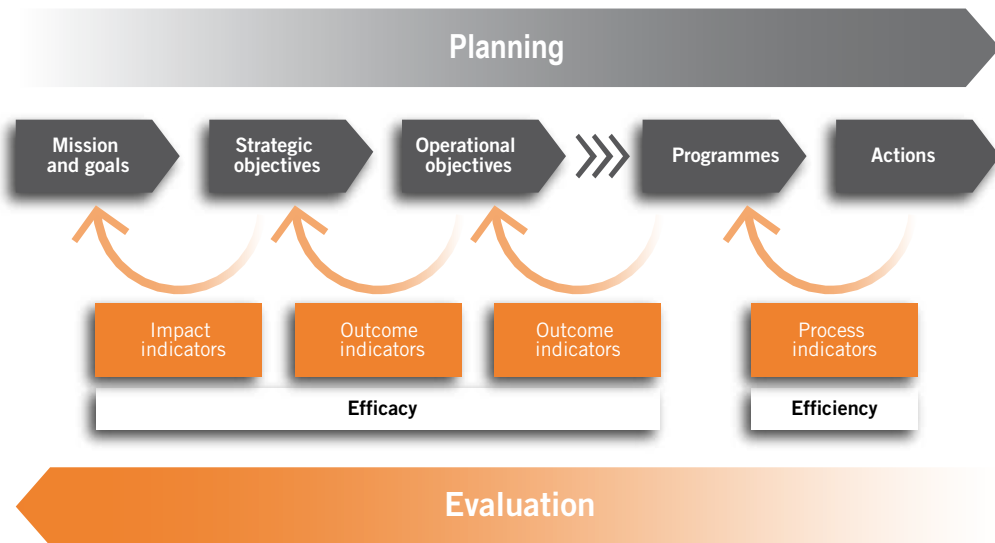 Planning
Mission
and goals
Strategic
objectives
Operational
objectives
Programmes
Actions
Impact
indicators
Outcome
indicators
Outcome
indicators
Process
indicators
Efficacy
Efficiency
Evaluation